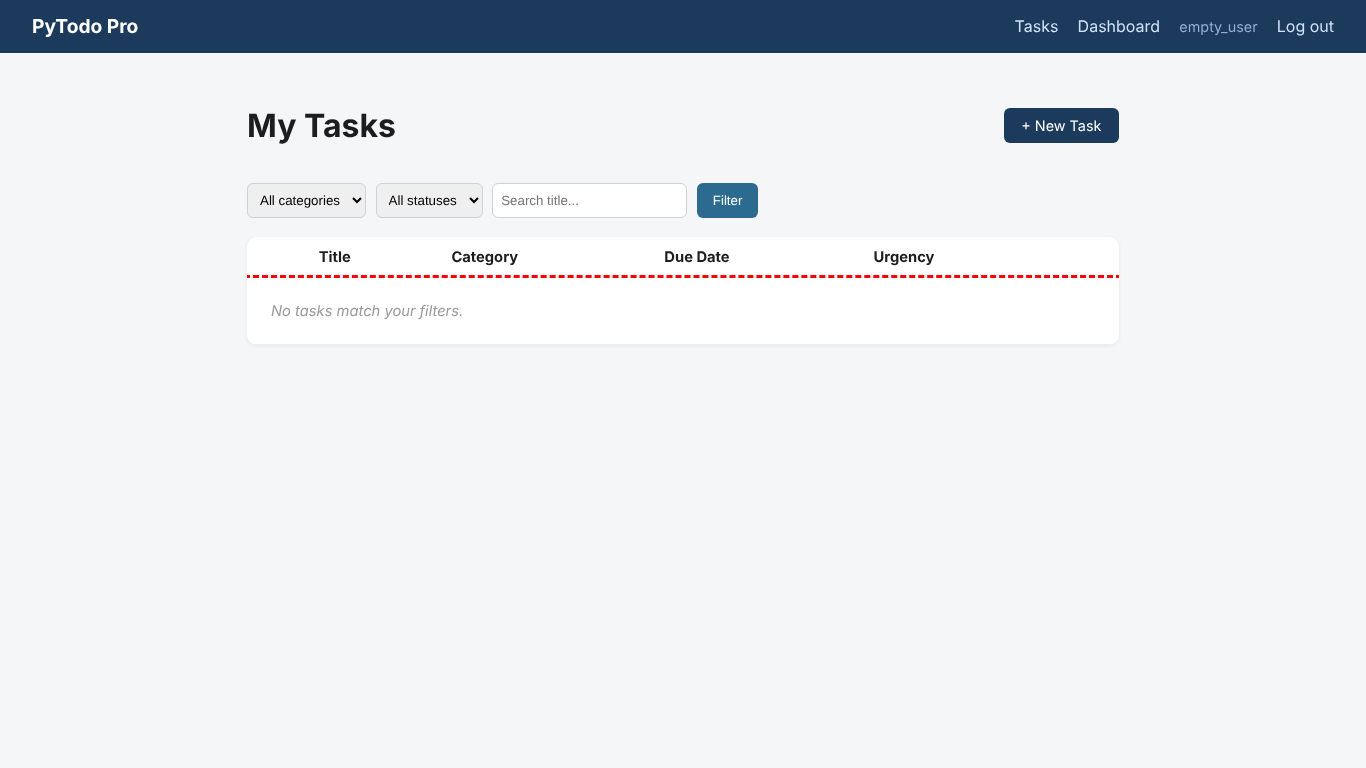 PyTodo Pro
Tasks Dashboard empty_user Log out
My Tasks
+ New Task
All categories All statuses Search title... Filter
Title Category Due Date Urgency
No tasks match your filters.